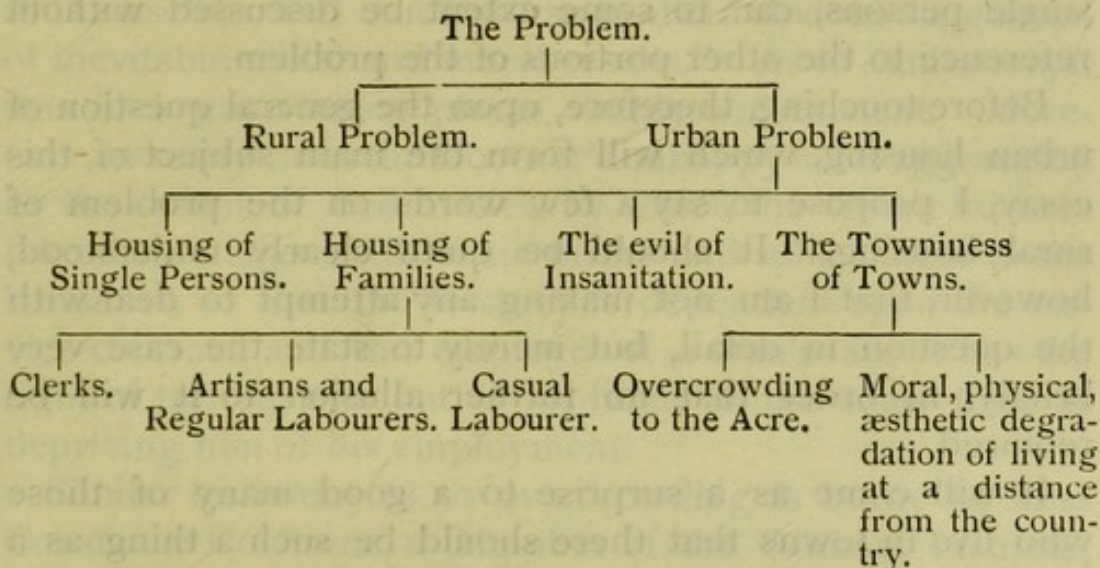 The Problem.
Rural Problem. Urban Problem.
Housing of Single Persons.
Housing of Families.
The evil of Insanitation.
The Towniness of Towns.
Clerks.
Artisans and Regular Labourers.
Casual Labourer.
Overcrowding to the Acre.
Moral, physical,
æsthetic degra-
dation of living
at a distance
from the coun-
try.